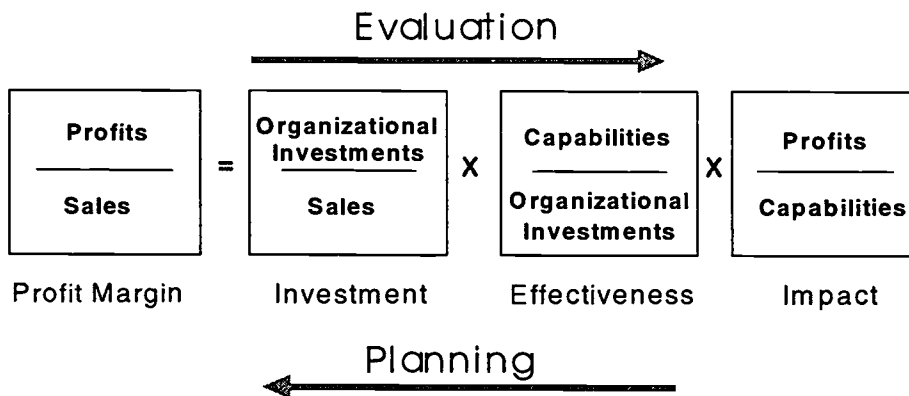 Evaluation
Profits
Sales
=
Organizational
Investments
Sales
X
Capabilities
Organizational
Investments
X
Profits
Capabilities
Profit Margin
Investment
Effectiveness
Impact
Planning